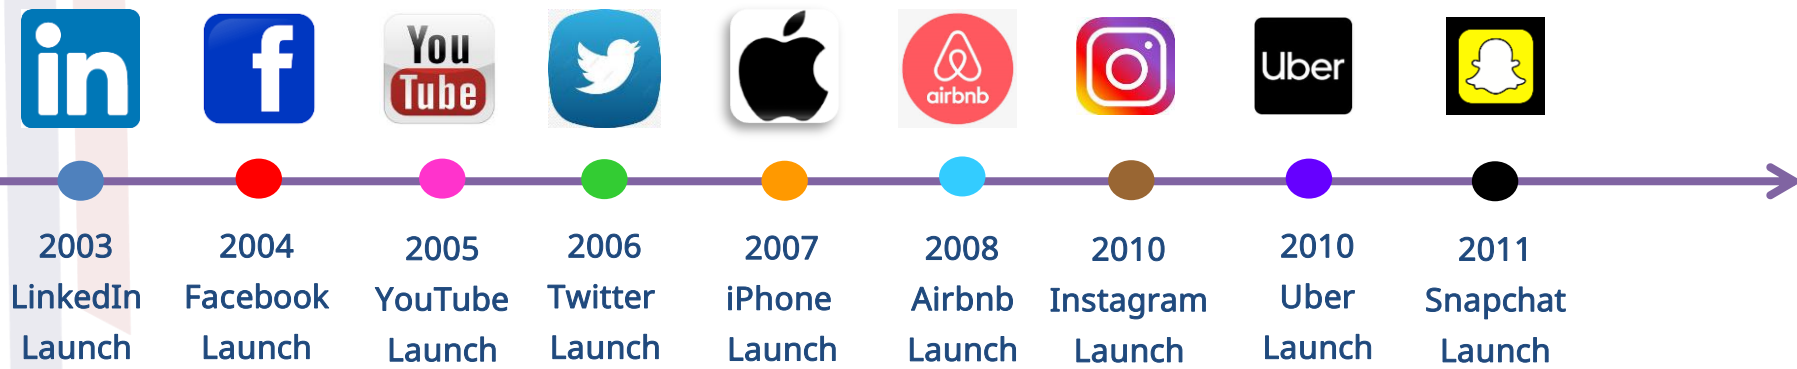 in
f
You
Tube
airbnb
Uber
2003
LinkedIn
Launch
2004
Facebook
Launch
2005
YouTube
Launch
2006
Twitter
Launch
2007
iPhone
Launch
2008
Airbnb
Launch
2010
Instagram
Launch
2010
Uber
Launch
2011
Snapchat
Launch